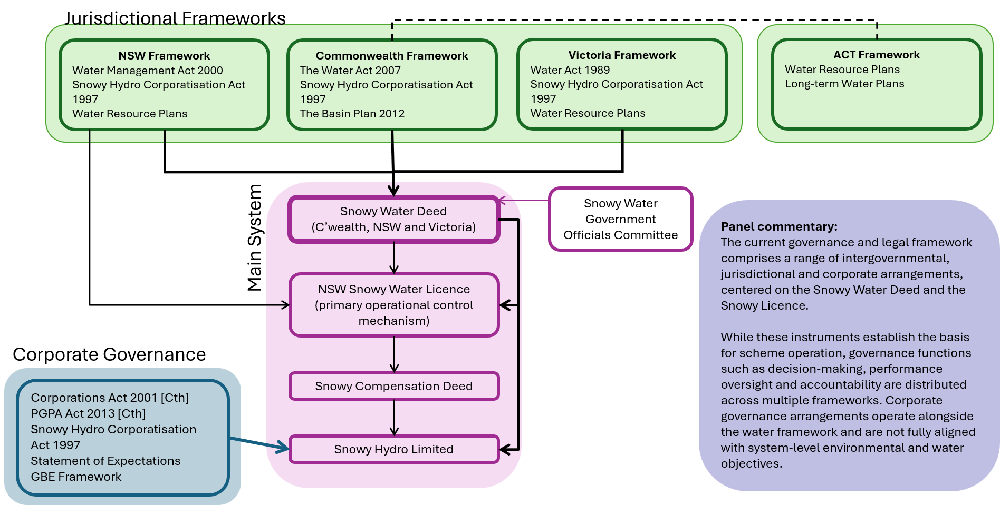 Jurisdictional Frameworks
NSW Framework
Water Management Act 2000
Snowy Hydro Corporatisation Act
1997
Water Resource Plans
Commonwealth Framework
The Water Act 2007
Snowy Hydro Corporatisation Act
1997
The Basin Plan 2012
Victoria Framework
Water Act 1989
Snowy Hydro Corporatisation Act
1997
Water Resource Plans
ACT Framework
Water Resource Plans
Long-term Water Plans
Main System
Snowy Water Deed
(C’wealth, NSW and Victoria)
Snowy Water
Government
Officials Committee
NSW Snowy Water Licence
(primary operational control
mechanism)
Snowy Compensation Deed
Snowy Hydro Limited
Corporate Governance
Corporations Act 2001 [Cth]
PGPA Act 2013 [Cth]
Snowy Hydro Corporatisation
Act 1997
Statement of Expectations
GBE Framework
Panel commentary:
The current governance and legal framework
comprises a range of intergovernmental,
jurisdictional and corporate arrangements,
centered on the Snowy Water Deed and the
Snowy Licence.
While these instruments establish the basis
for scheme operation, governance functions
such as decision-making, performance
oversight and accountability are distributed
across multiple frameworks. Corporate
governance arrangements operate alongside
the water framework and are not fully aligned
with system-level environmental and water
objectives.